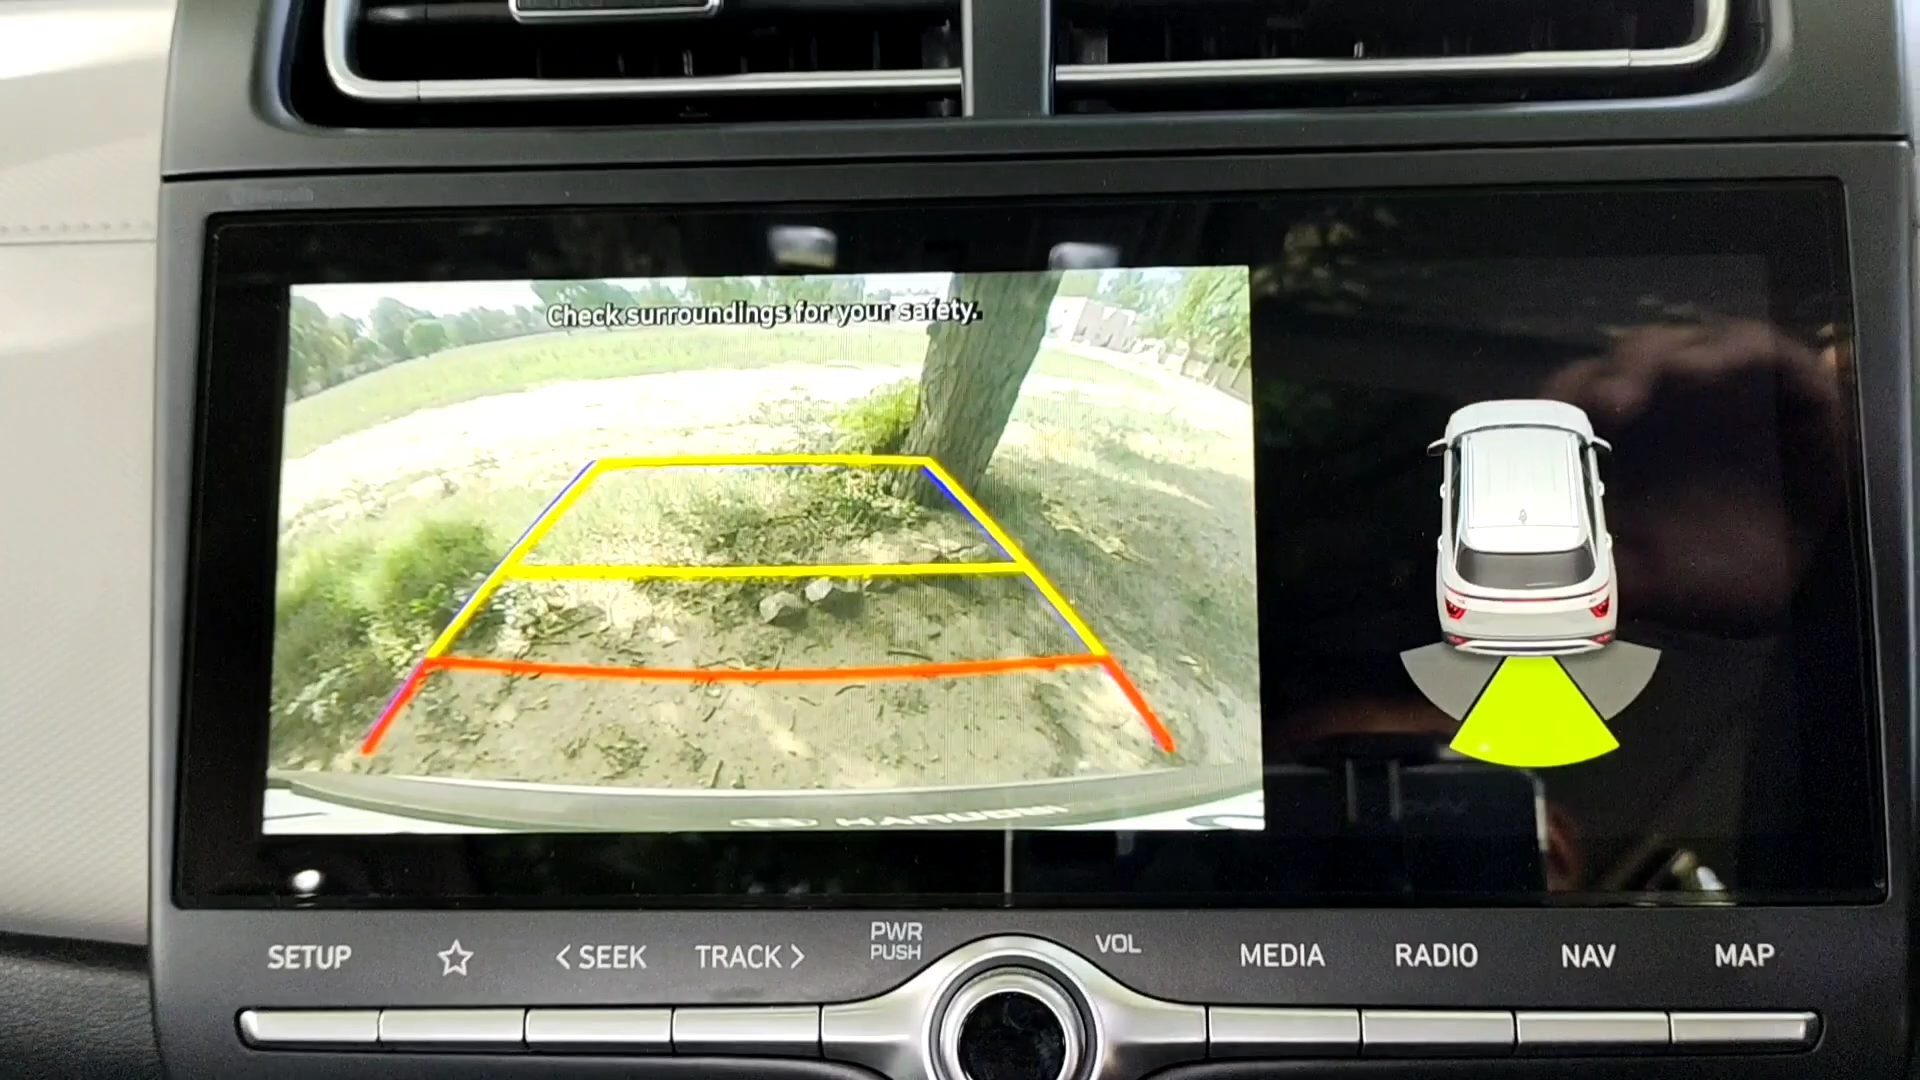 Check surroundings for your safety.
SETUP
< SEEK
TRACK >
PWR
PUSH
VOL
MEDIA
RADIO
NAV
MAP